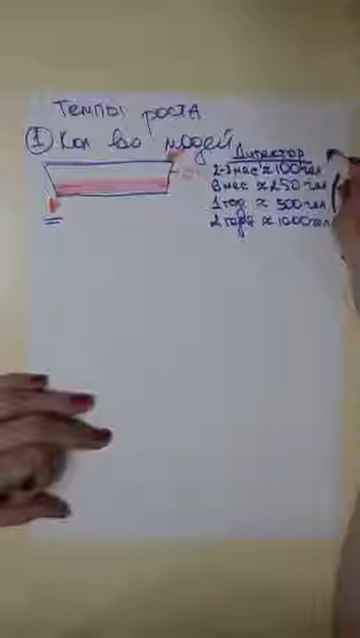 Темпы роста
① Кол во людей
Директор
2-3 мес ≈ 100 чел
6 мес ≈ 250 чел
1 год ≈ 500 чел
2 года ≈ 1000 чел